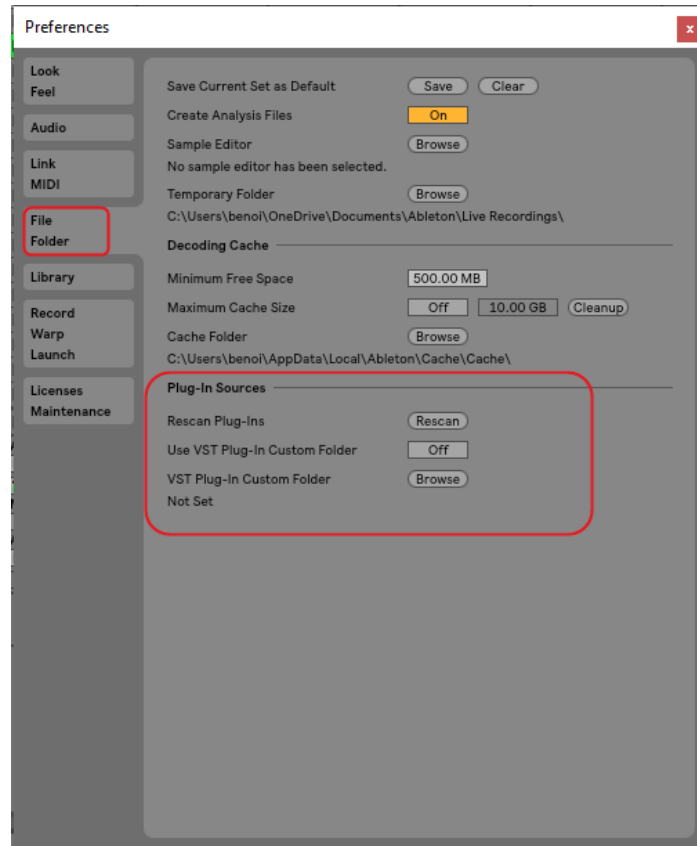 Preferences
x
Look
Feel
Audio
Link
MIDI
File
Folder
Library
Record
Warp
Launch
Licenses
Maintenance
Save Current Set as Default Save Clear
Create Analysis Files On
Sample Editor Browse
No sample editor has been selected.
Temporary Folder Browse
C:\Users\benoi\OneDrive\Documents\Ableton\Live Recordings\
Decoding Cache
Minimum Free Space 500.00 MB
Maximum Cache Size Off 10.00 GB Cleanup
Cache Folder Browse
C:\Users\benoi\AppData\Local\Ableton\Cache\Cache\
Plug-In Sources
Rescan Plug-Ins Rescan
Use VST Plug-In Custom Folder Off
VST Plug-In Custom Folder Browse
Not Set